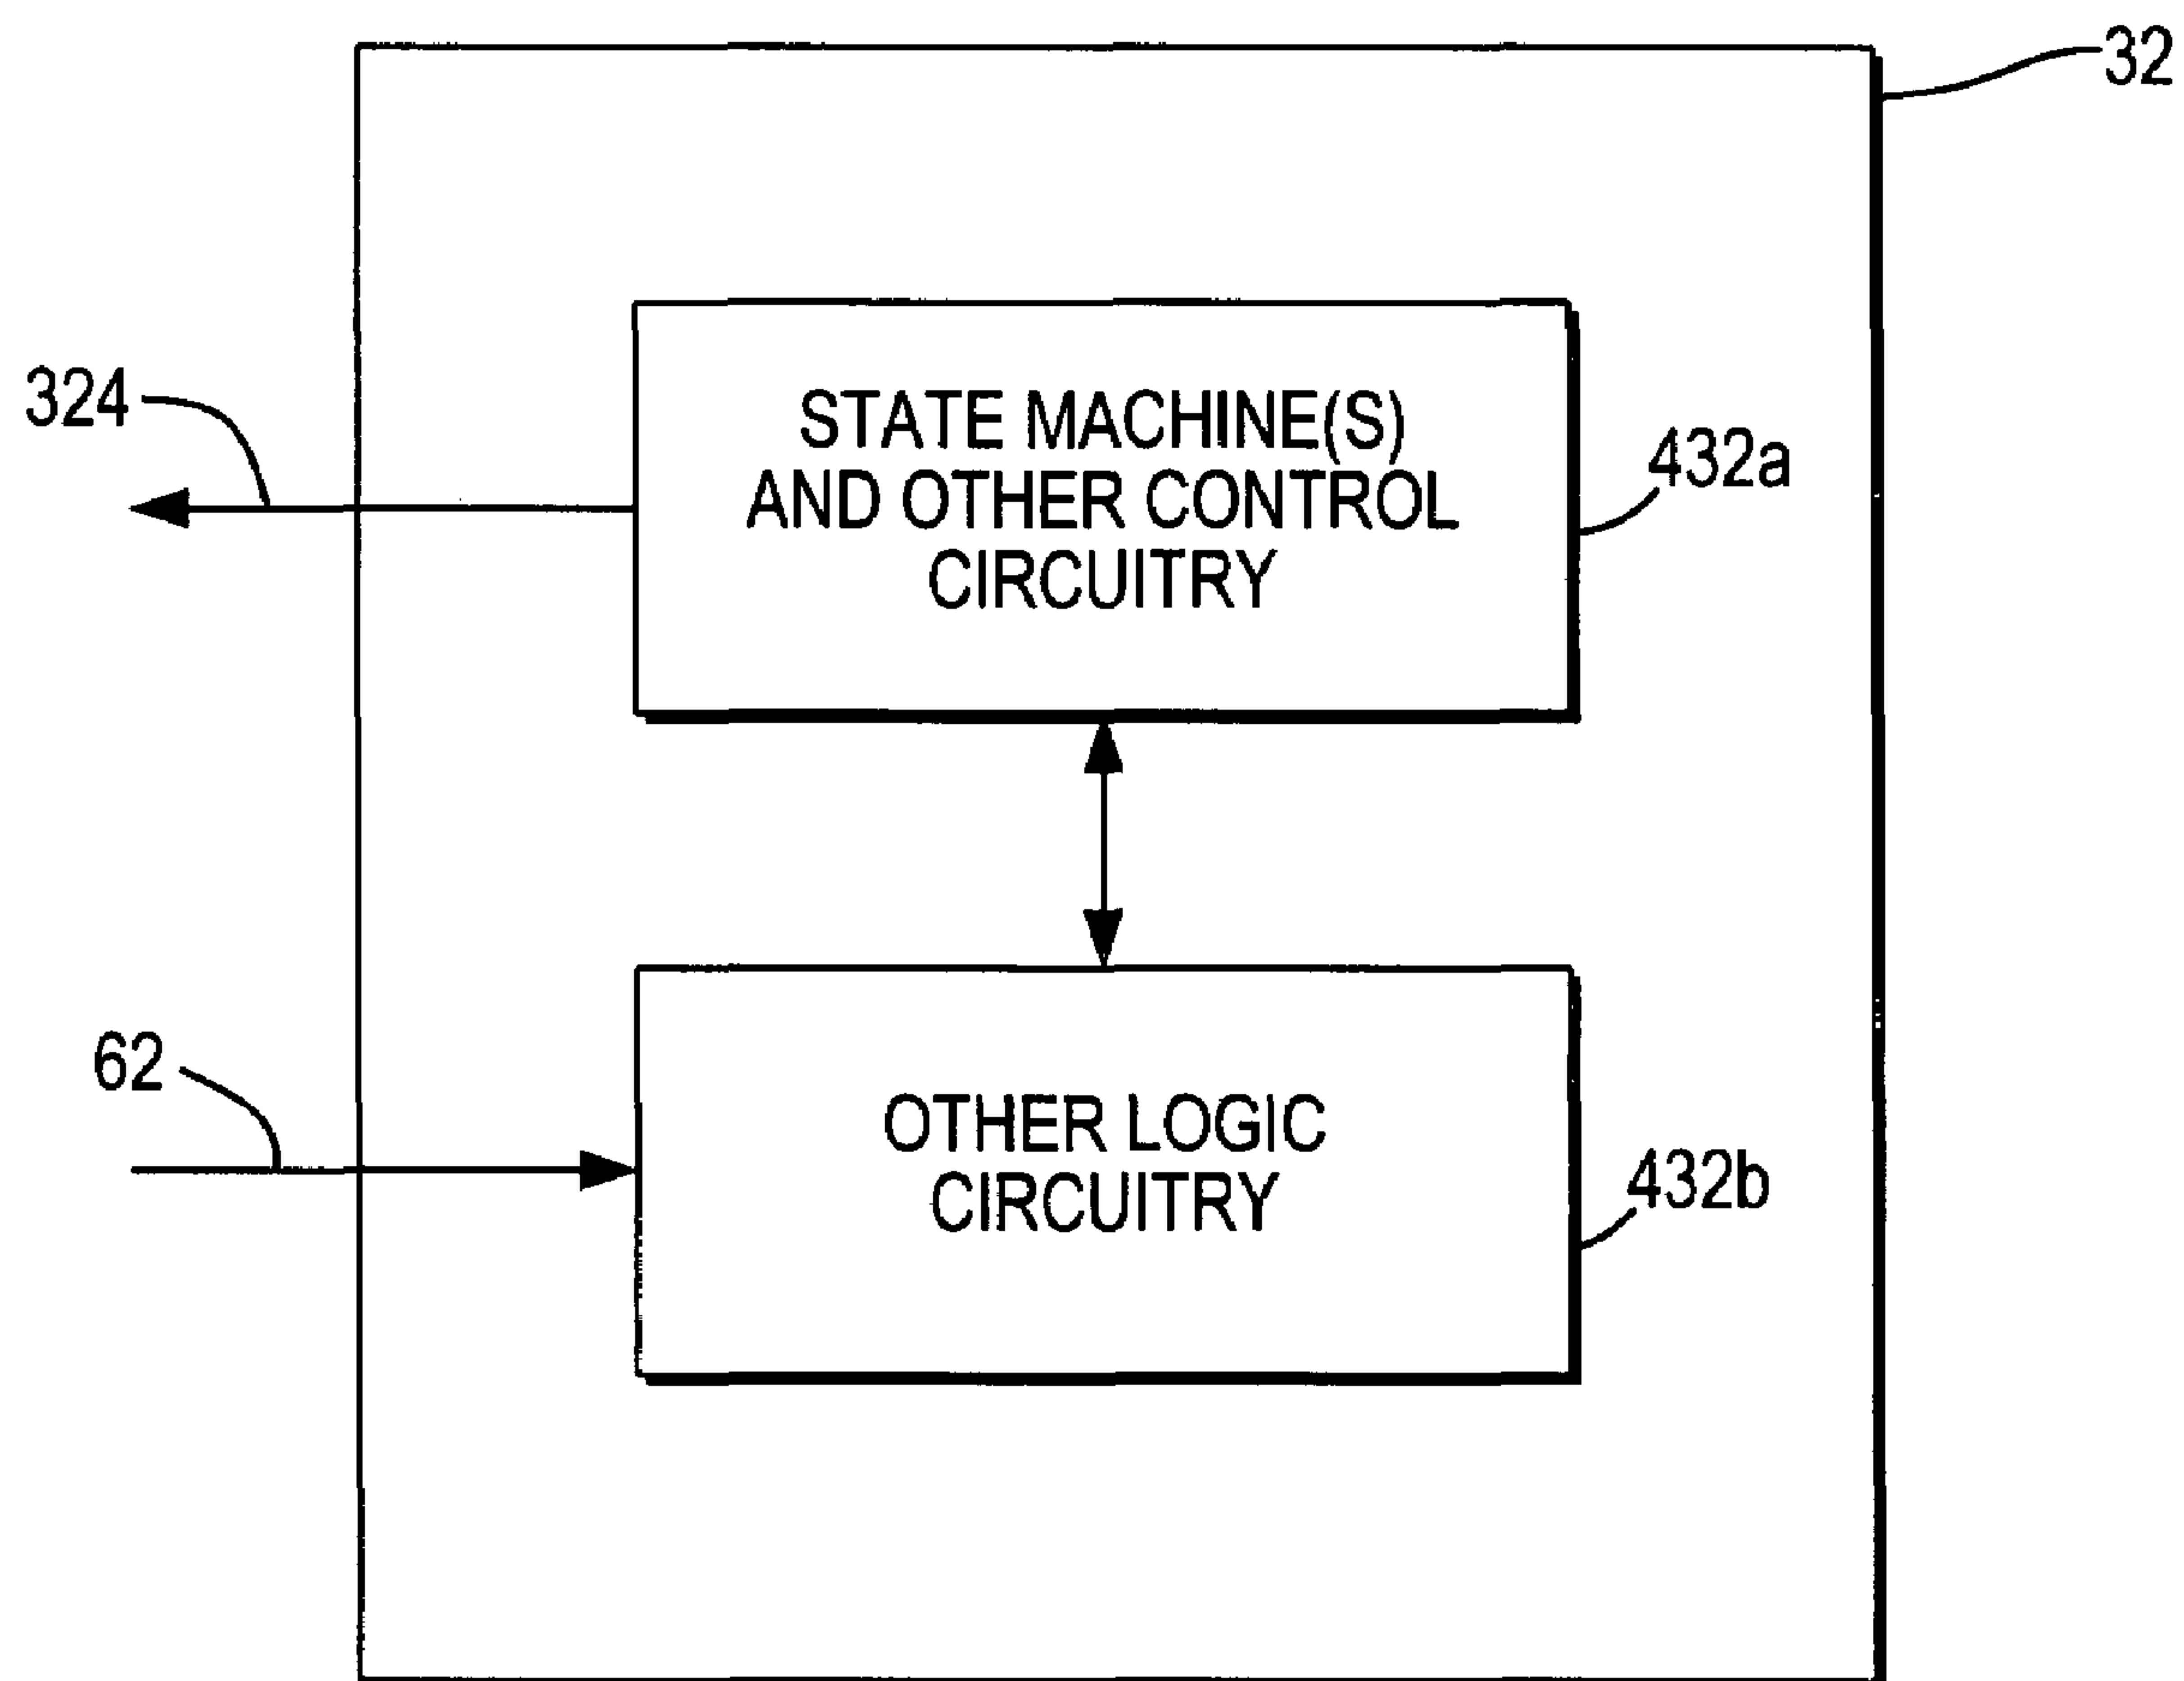 32
324
STATE MACHINE(S)
AND OTHER CONTROL
CIRCUITRY
432a
62
OTHER LOGIC
CIRCUITRY
432b